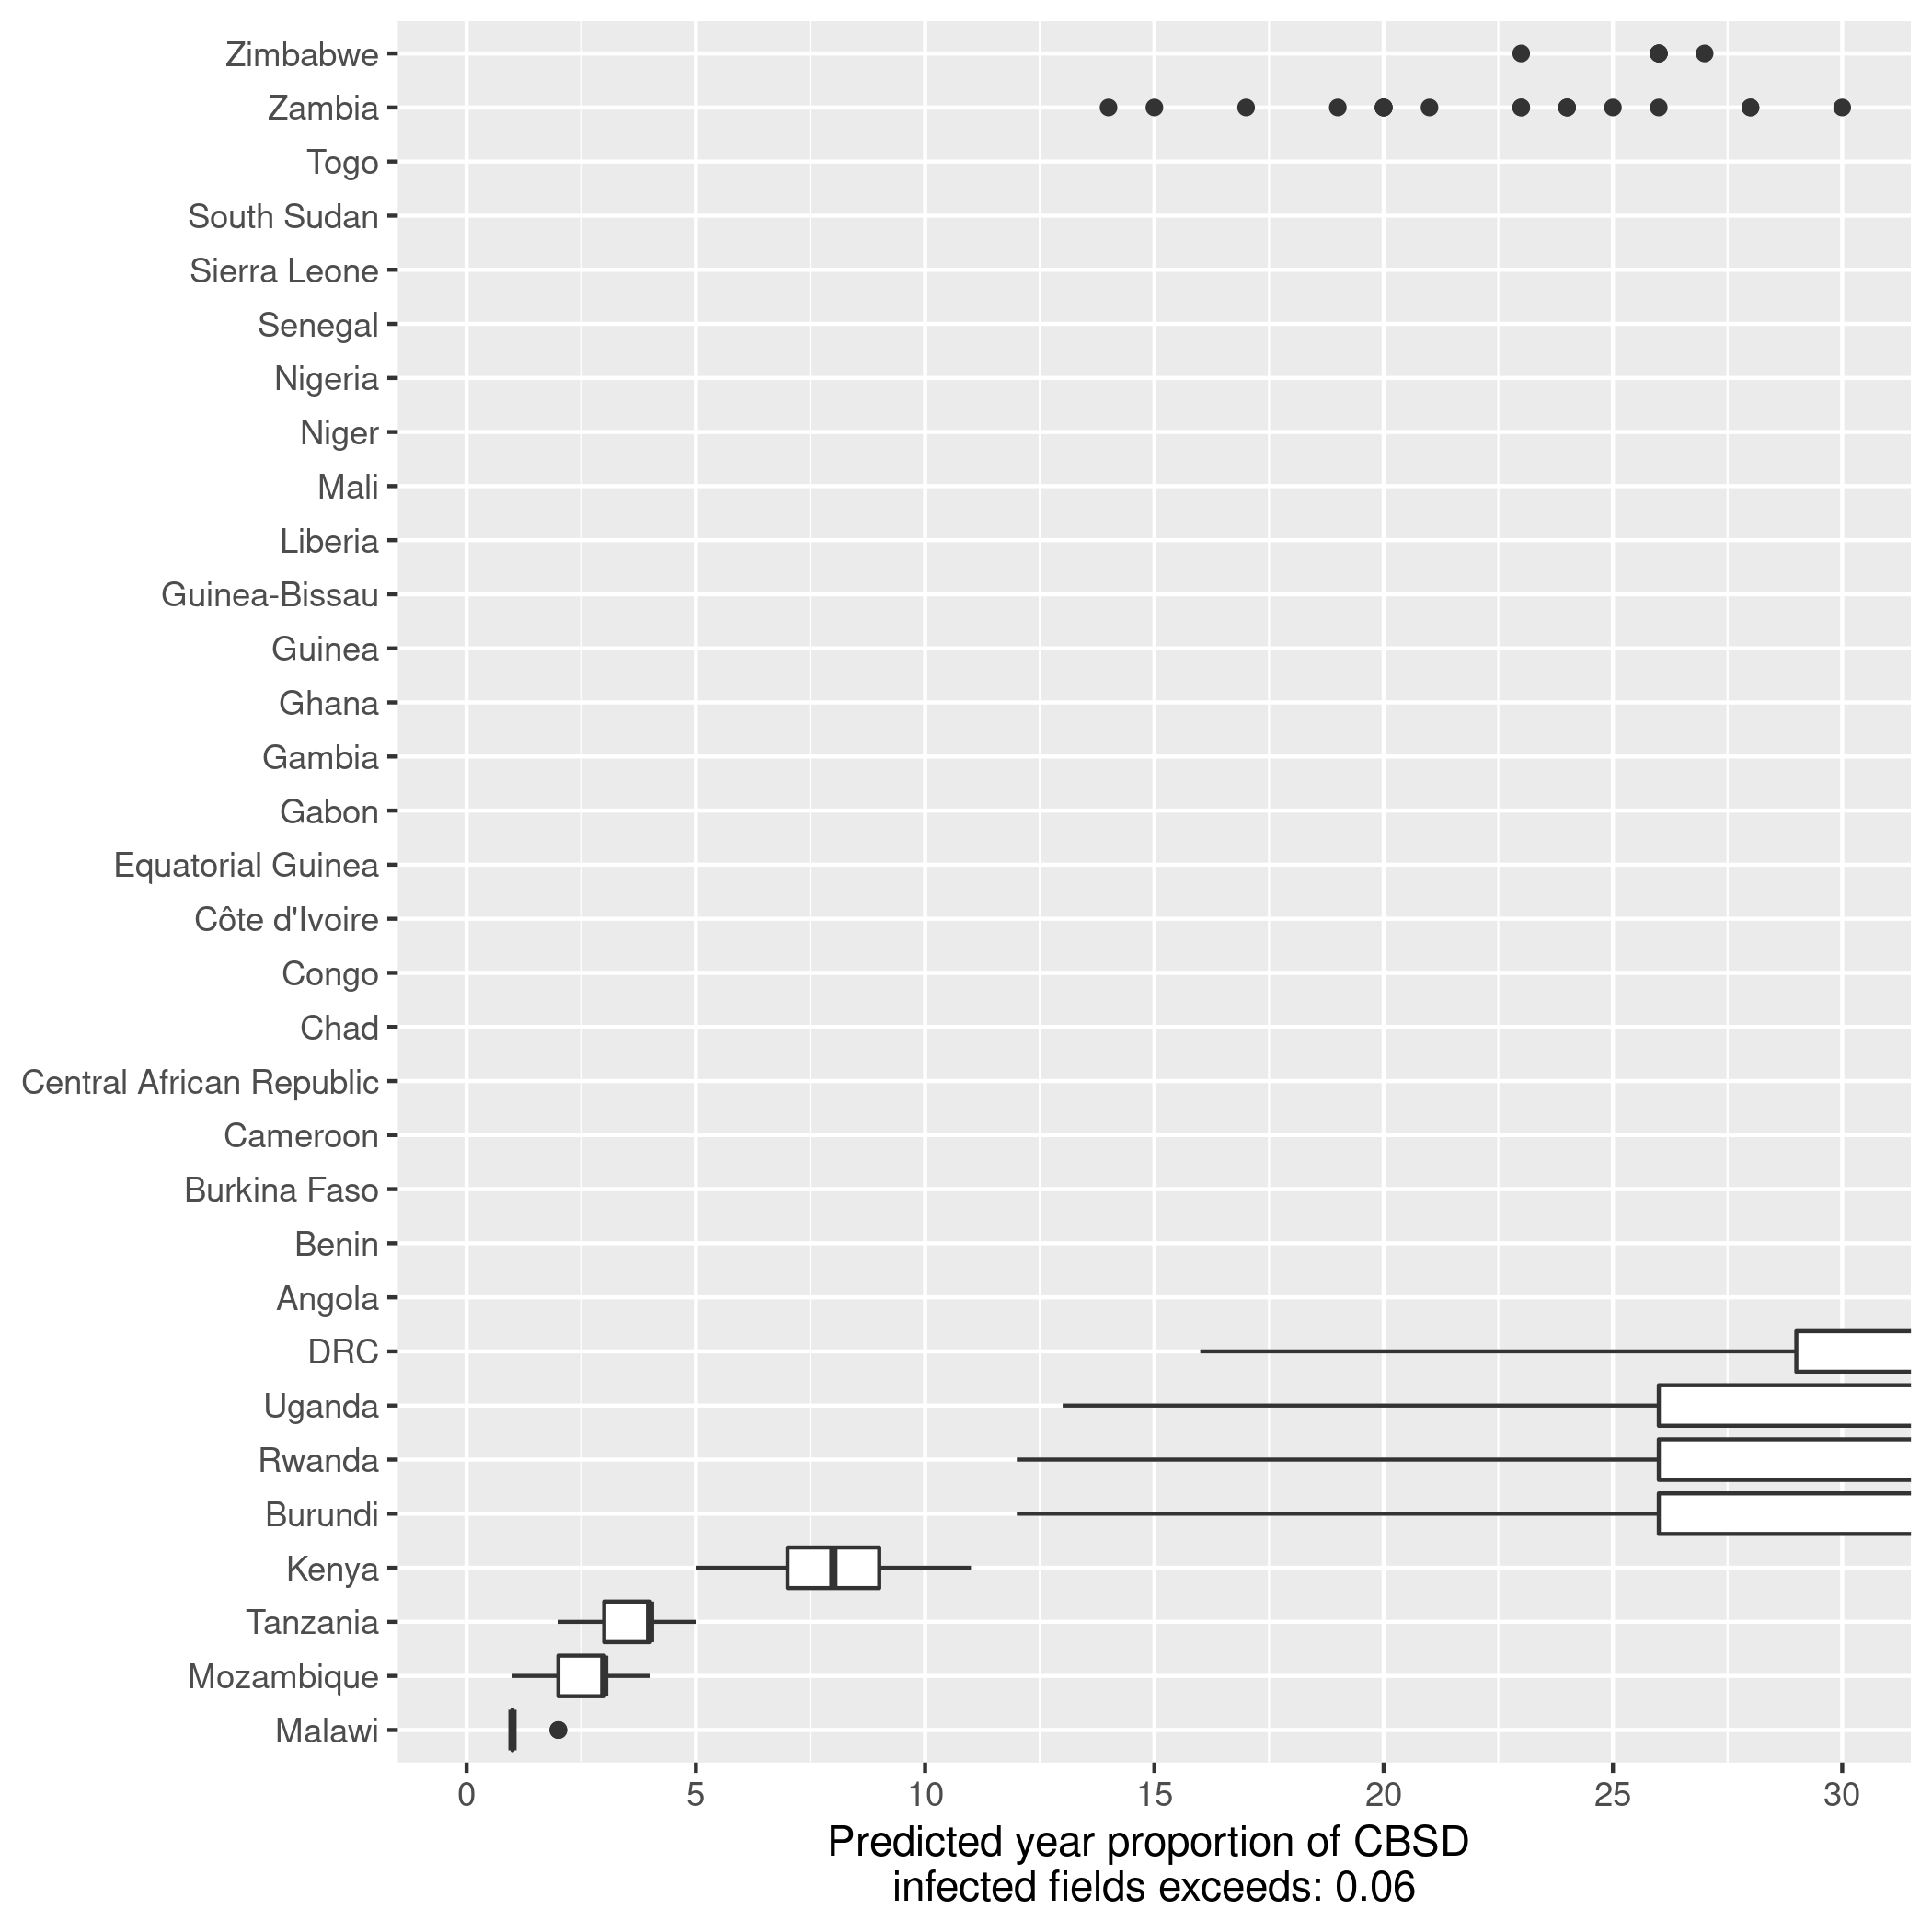 Zimbabwe
Zambia
Togo
South Sudan
Sierra Leone
Senegal
Nigeria
Niger
Mali
Liberia
Guinea-Bissau
Guinea
Ghana
Gambia
Gabon
Equatorial Guinea
Côte d'Ivoire
Congo
Chad
Central African Republic
Cameroon
Burkina Faso
Benin
Angola
DRC
Uganda
Rwanda
Burundi
Kenya
Tanzania
Mozambique
Malawi
0 5 10 15 20 25 30
Predicted year proportion of CBSD
infected fields exceeds: 0.06